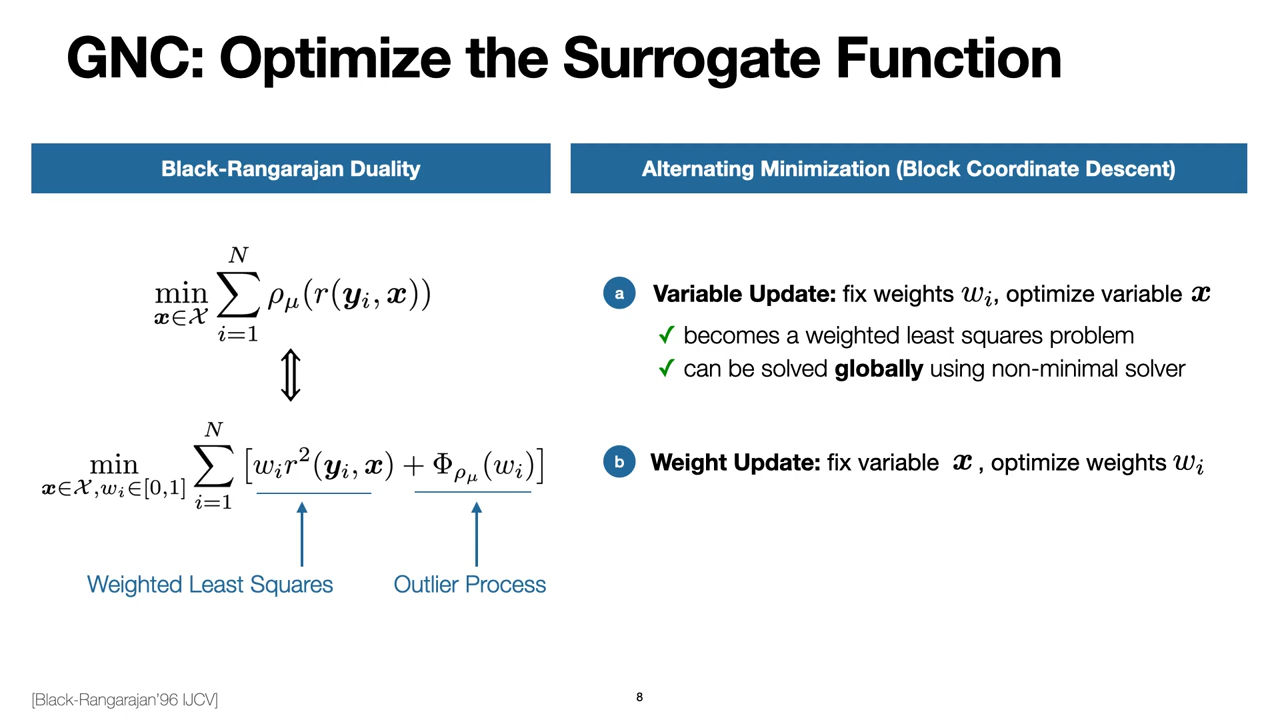 GNC: Optimize the Surrogate Function
Black-Rangarajan Duality
min_{x∈𝒳} ∑_{i=1}^{N} ρ_μ(r(y_i, x))
⇕
min_{x∈𝒳,w_i∈[0,1]} ∑_{i=1}^{N} [w_i r²(y_i, x) + Φ_{ρ_μ}(w_i)]
Weighted Least Squares
Outlier Process
Alternating Minimization (Block Coordinate Descent)
a Variable Update: fix weights w_i, optimize variable x
✓ becomes a weighted least squares problem
✓ can be solved globally using non-minimal solver
b Weight Update: fix variable x , optimize weights w_i
[Black-Rangarajan'96 IJCV]
8